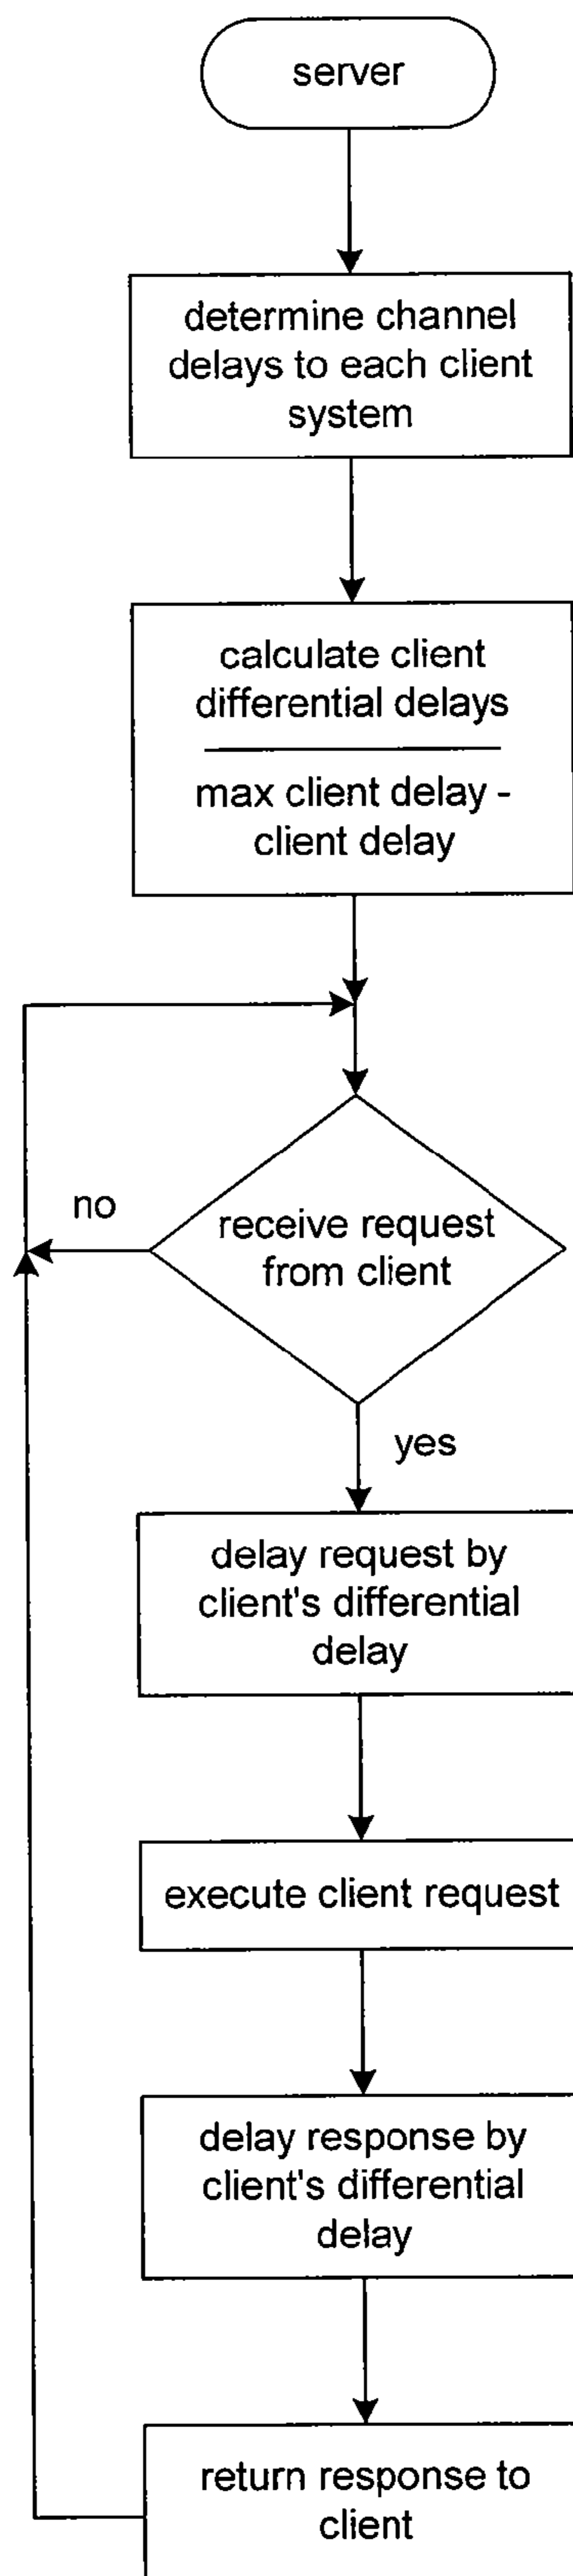 server
determine channel
delays to each client
system
calculate client
differential delays
max client delay -
client delay
no
receive request
from client
yes
delay request by
client's differential
delay
execute client request
delay response by
client's differential
delay
return response to
client